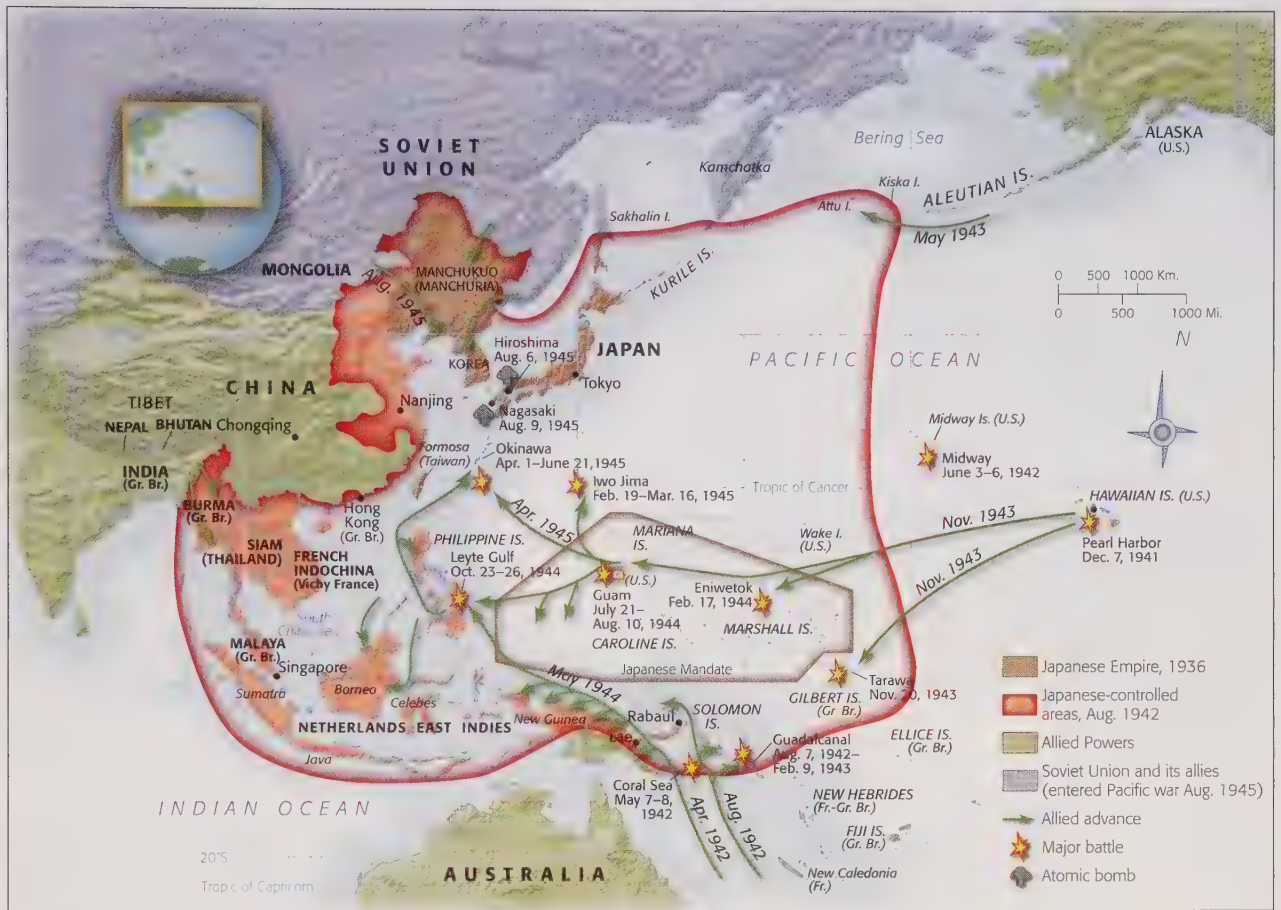 SOVIET
UNION
Bering Sea
ALASKA
(U.S.)
Kamchatka
Kiska I.
ALEUTIAN IS.
Attu I.
May 1943
Sakhalin I.
MONGOLIA
Aug. 1945
MANCHUKUO
(MANCHURIA)
KURILE IS.
0 500 1000 Km.
0 500 1000 Mi.
N
Hiroshima
Aug. 6, 1945
JAPAN
KOREA
Tokyo
PACIFIC OCEAN
CHINA
TIBET
NEPAL
BHUTAN
Chongqing
Nanjing
Nagasaki
Aug. 9, 1945
Midway Is. (U.S.)
Midway
June 3–6, 1942
Formosa
(Taiwan)
Okinawa
Apr. 1–June 21, 1945
INDIA
(Gr. Br.)
Iwo Jima
Feb. 19–Mar. 16, 1945
Tropic of Cancer
HAWAIIAN IS. (U.S.)
BURMA
(Gr. Br.)
Hong
Kong
(Gr. Br.)
Apr. 1945
MARIANA
IS.
Wake I.
(U.S.)
Nov. 1943
Pearl Harbor
Dec. 7, 1941
SIAM
(THAILAND)
FRENCH
INDOCHINA
(Vichy France)
PHILIPPINE IS.
Leyte Gulf
Oct. 23–26, 1944
(U.S.)
Guam
July 21–
Aug. 10, 1944
Eniwetok
Feb. 17, 1944
MARSHALL IS.
Nov. 1943
CAROLINE IS.
South
MALAYA
(Gr. Br.)
Singapore
Japanese Mandate
Sumatra
Borneo
Celebes
May 1944
Tarawa
Nov. 20, 1943
GILBERT IS.
(Gr Br.)
NETHERLANDS EAST INDIES
New Guinea
Rabaul
SOLOMON
IS.
Lae
ELLICE IS.
(Gr. Br.)
Java
Guadalcanal
Aug. 7, 1942–
Feb. 9, 1943
Coral Sea
May 7–8,
1942
INDIAN OCEAN
Apr. 1942
Aug. 1942
NEW HEBRIDES
(Fr.-Gr. Br.)
FIJI IS.
(Gr. Br.)
20°S
Tropic of Capricorn
AUSTRALIA
New Caledonia
(Fr.)
Japanese Empire, 1936
Japanese-controlled
areas, Aug. 1942
Allied Powers
Soviet Union and its allies
(entered Pacific war Aug. 1945)
Allied advance
Major battle
Atomic bomb